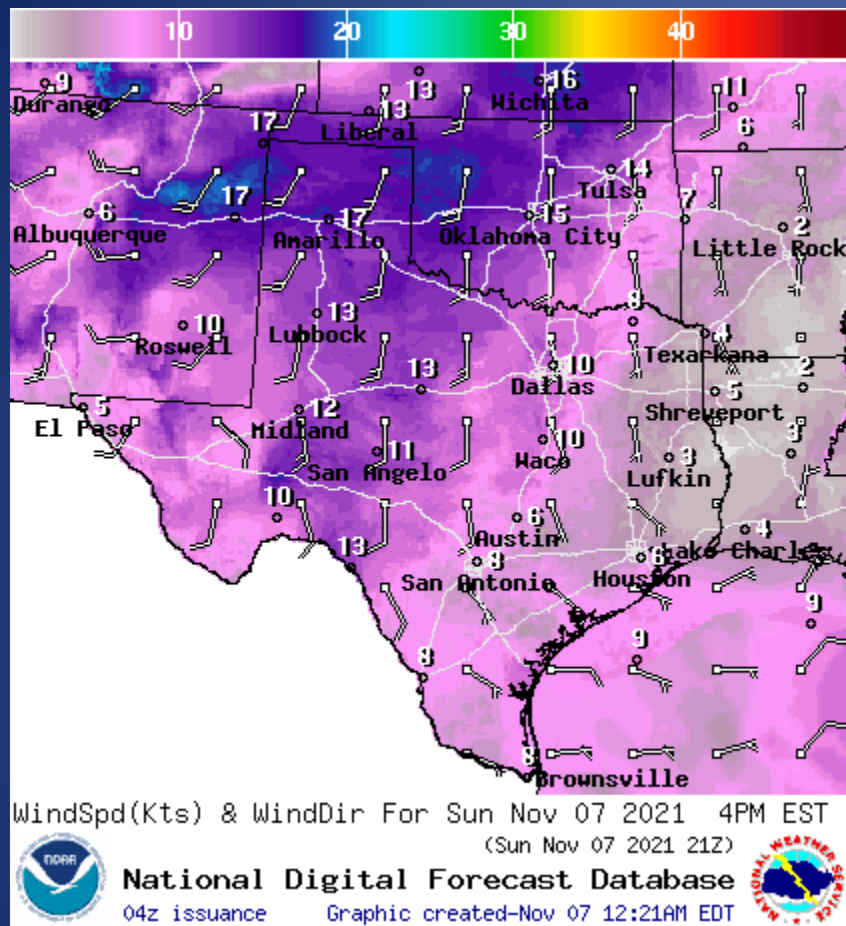 10 20 30 40
9 13 16 11
Durango Wichita
13
Liberal
17 6
14
Tulsa
6 17 17 15 7 2
Albuquerque Amarillo Oklahoma City Little Rock
10 13 8 4
Roswell Lubbock Texarkana
13 10 2
Dallas
5 12 5
El Paso Midland Shreveport
11 10 3 3
San Angelo Waco Lufkin
10 6 4
Austin
13 8 6 Lake Charles
San Antonio Houston
9
8 9
8
Brownsville
WindSpd(Kts) & WindDir For Sun Nov 07 2021 4PM EST
(Sun Nov 07 2021 21Z)
NOAA
National Digital Forecast Database
04z issuance Graphic created-Nov 07 12:21AM EDT
NATIONAL WEATHER SERVICE